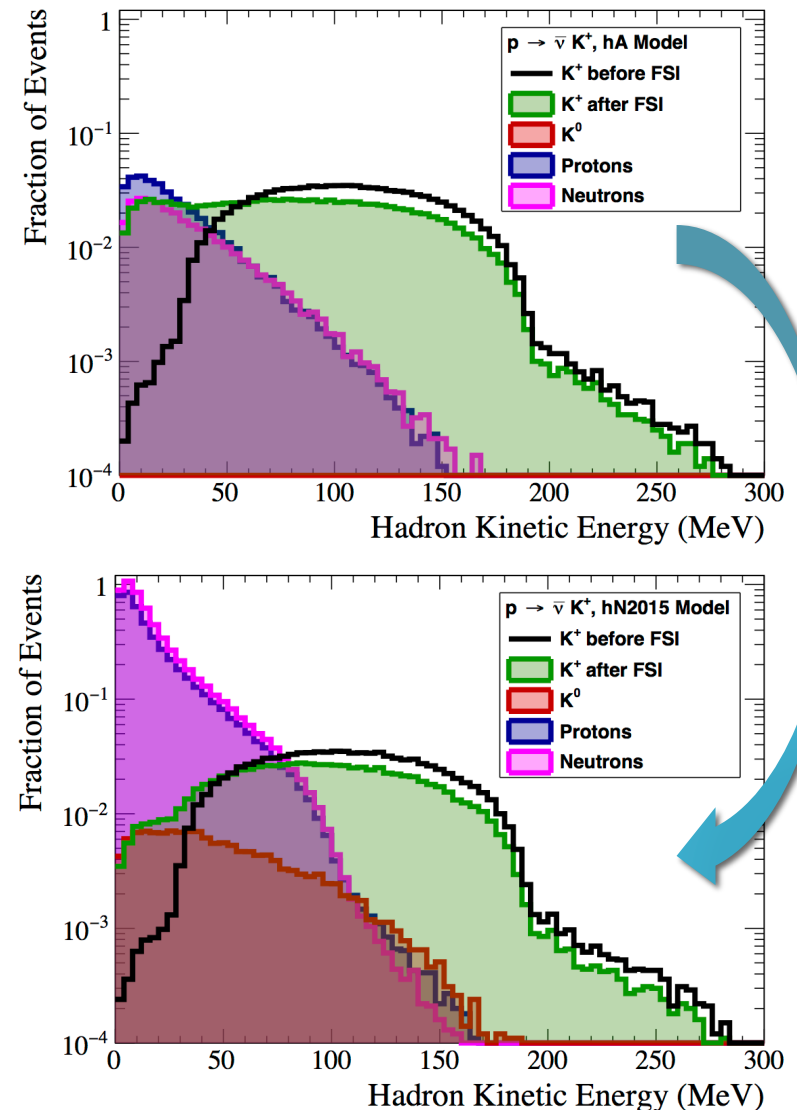 Fraction of Events
1
10⁻¹
10⁻²
10⁻³
10⁻⁴
p → ν̄ K⁺, hA Model
K⁺ before FSI
K⁺ after FSI
K⁰
Protons
Neutrons
0 50 100 150 200 250 300
Hadron Kinetic Energy (MeV)
Fraction of Events
1
10⁻¹
10⁻²
10⁻³
10⁻⁴
p → ν̄ K⁺, hN2015 Model
K⁺ before FSI
K⁺ after FSI
K⁰
Protons
Neutrons
0 50 100 150 200 250 300
Hadron Kinetic Energy (MeV)